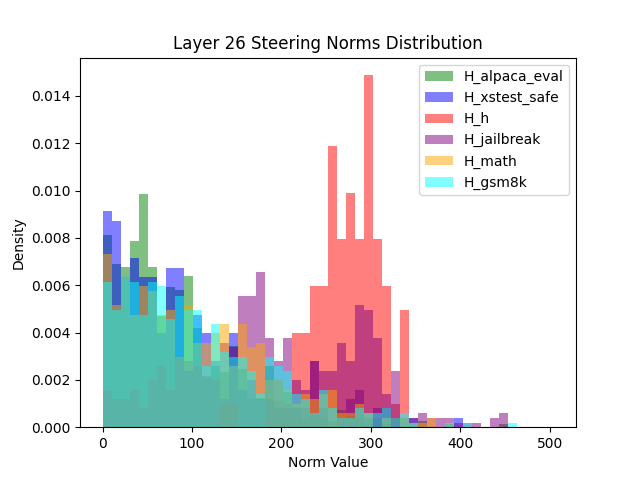 Layer 26 Steering Norms Distribution
H_alpaca_eval
H_xstest_safe
H_h
H_jailbreak
H_math
H_gsm8k
0.014
0.012
0.010
0.008
0.006
0.004
0.002
0.000
Density
0 100 200 300 400 500
Norm Value